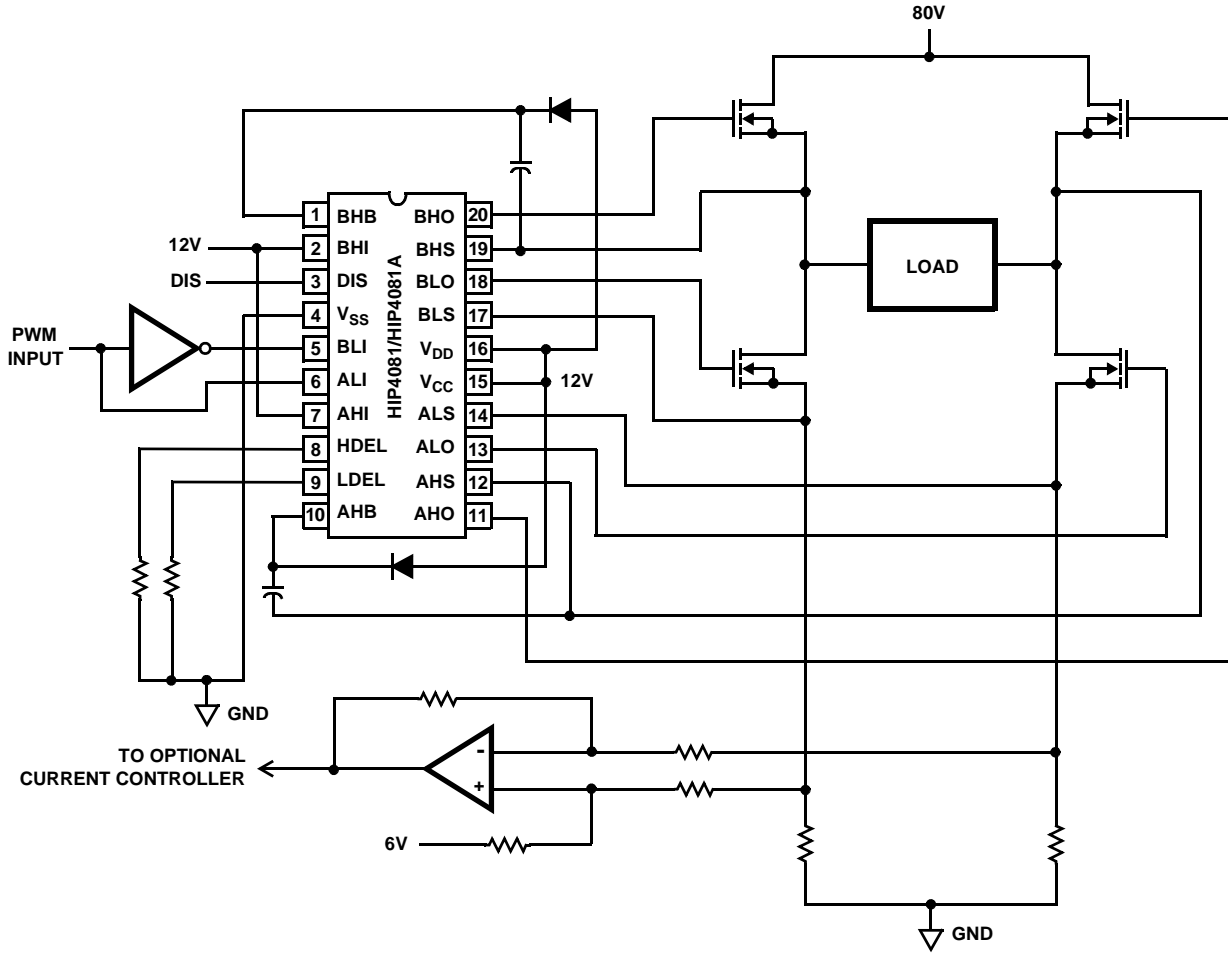 80V
1 BHB BHO 20
12V 2 BHI BHS 19
DIS 3 DIS BLO 18
4 VSS BLS 17
PWM
INPUT
5 BLI VDD 16
6 ALI VCC 15 12V
7 AHI ALS 14
8 HDEL ALO 13
9 LDEL AHS 12
10 AHB AHO 11
HIP4081/HIP4081A
LOAD
GND
TO OPTIONAL
CURRENT CONTROLLER
-
+
6V
GND